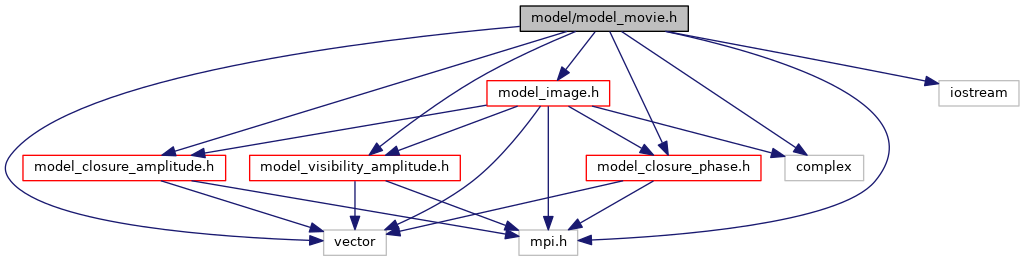 model/model_movie.h
model_image.h
iostream
model_closure_amplitude.h
model_visibility_amplitude.h
model_closure_phase.h
complex
vector
mpi.h